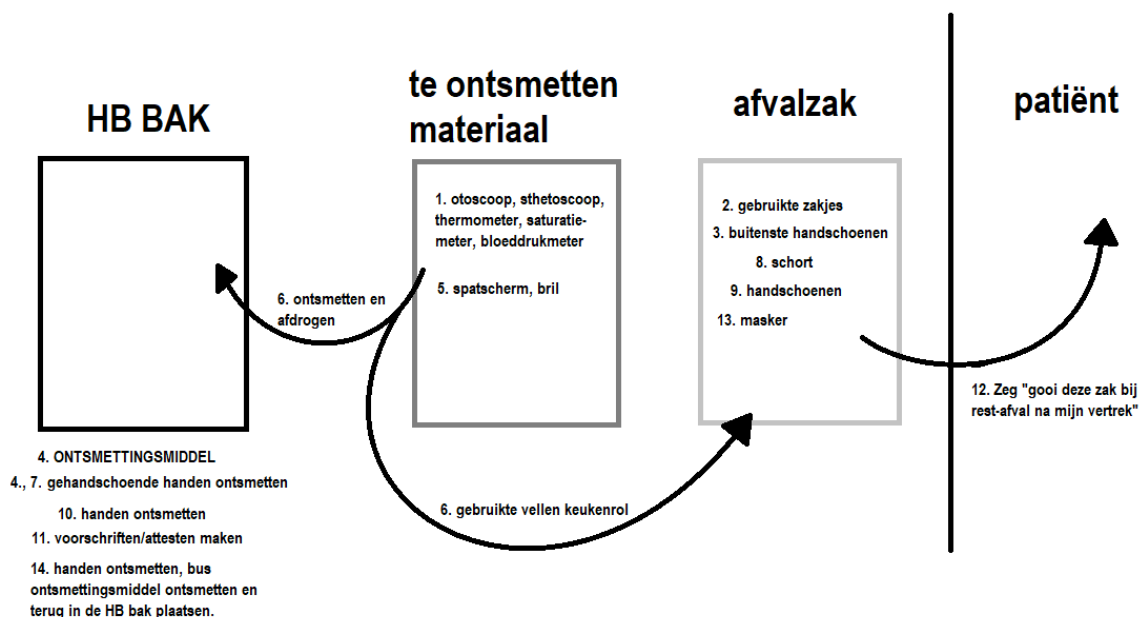 HB BAK
4. ONTSMETTINGSMIDDEL
4., 7. gehandschoende handen ontsmetten
10. handen ontsmetten
11. voorschriften/attesten maken
14. handen ontsmetten, bus
ontsmettingsmiddel ontsmetten en
terug in de HB bak plaatsen.
6. ontsmetten en
afdrogen
te ontsmetten
materiaal
1. otoscoop, sthetoscoop,
thermometer, saturatie-
meter, bloeddrukmeter
5. spatscherm, bril
6. gebruikte vellen keukenrol
afvalzak
2. gebruikte zakjes
3. buitenste handschoenen
8. schort
9. handschoenen
13. masker
patiënt
12. Zeg "gooi deze zak bij
rest-afval na mijn vertrek"